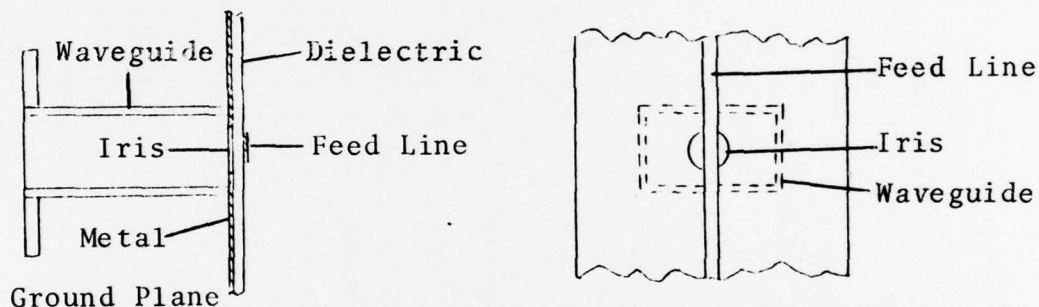 Waveguide
Dielectric
Iris
Feed Line
Metal
Ground Plane
Feed Line
Iris
Waveguide